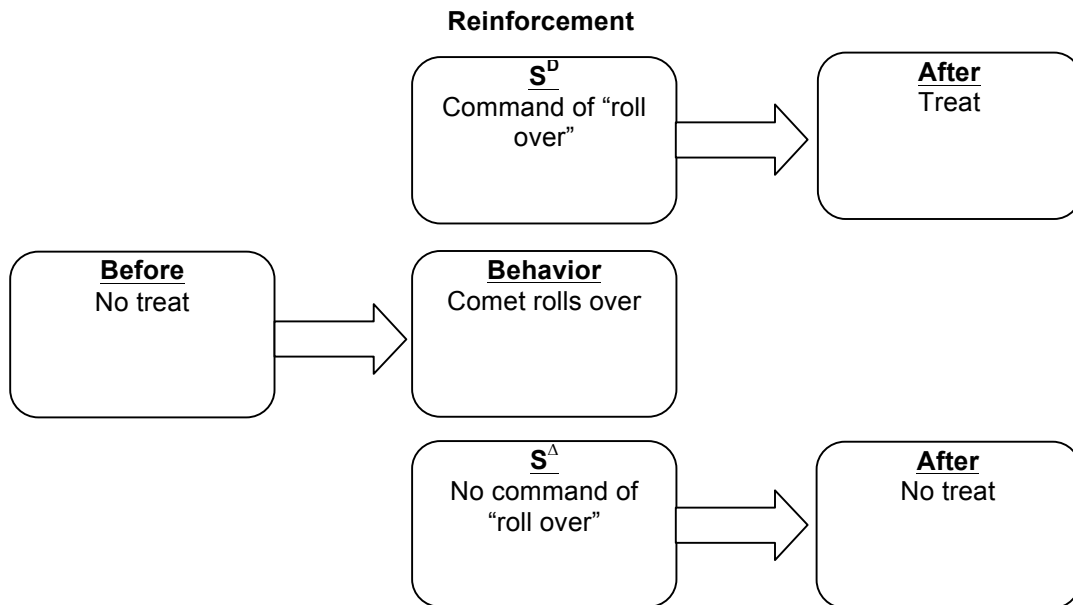 Reinforcement
Sᴰ
Command of “roll
over”
After
Treat
Before
No treat
Behavior
Comet rolls over
S^Δ
No command of
“roll over”
After
No treat